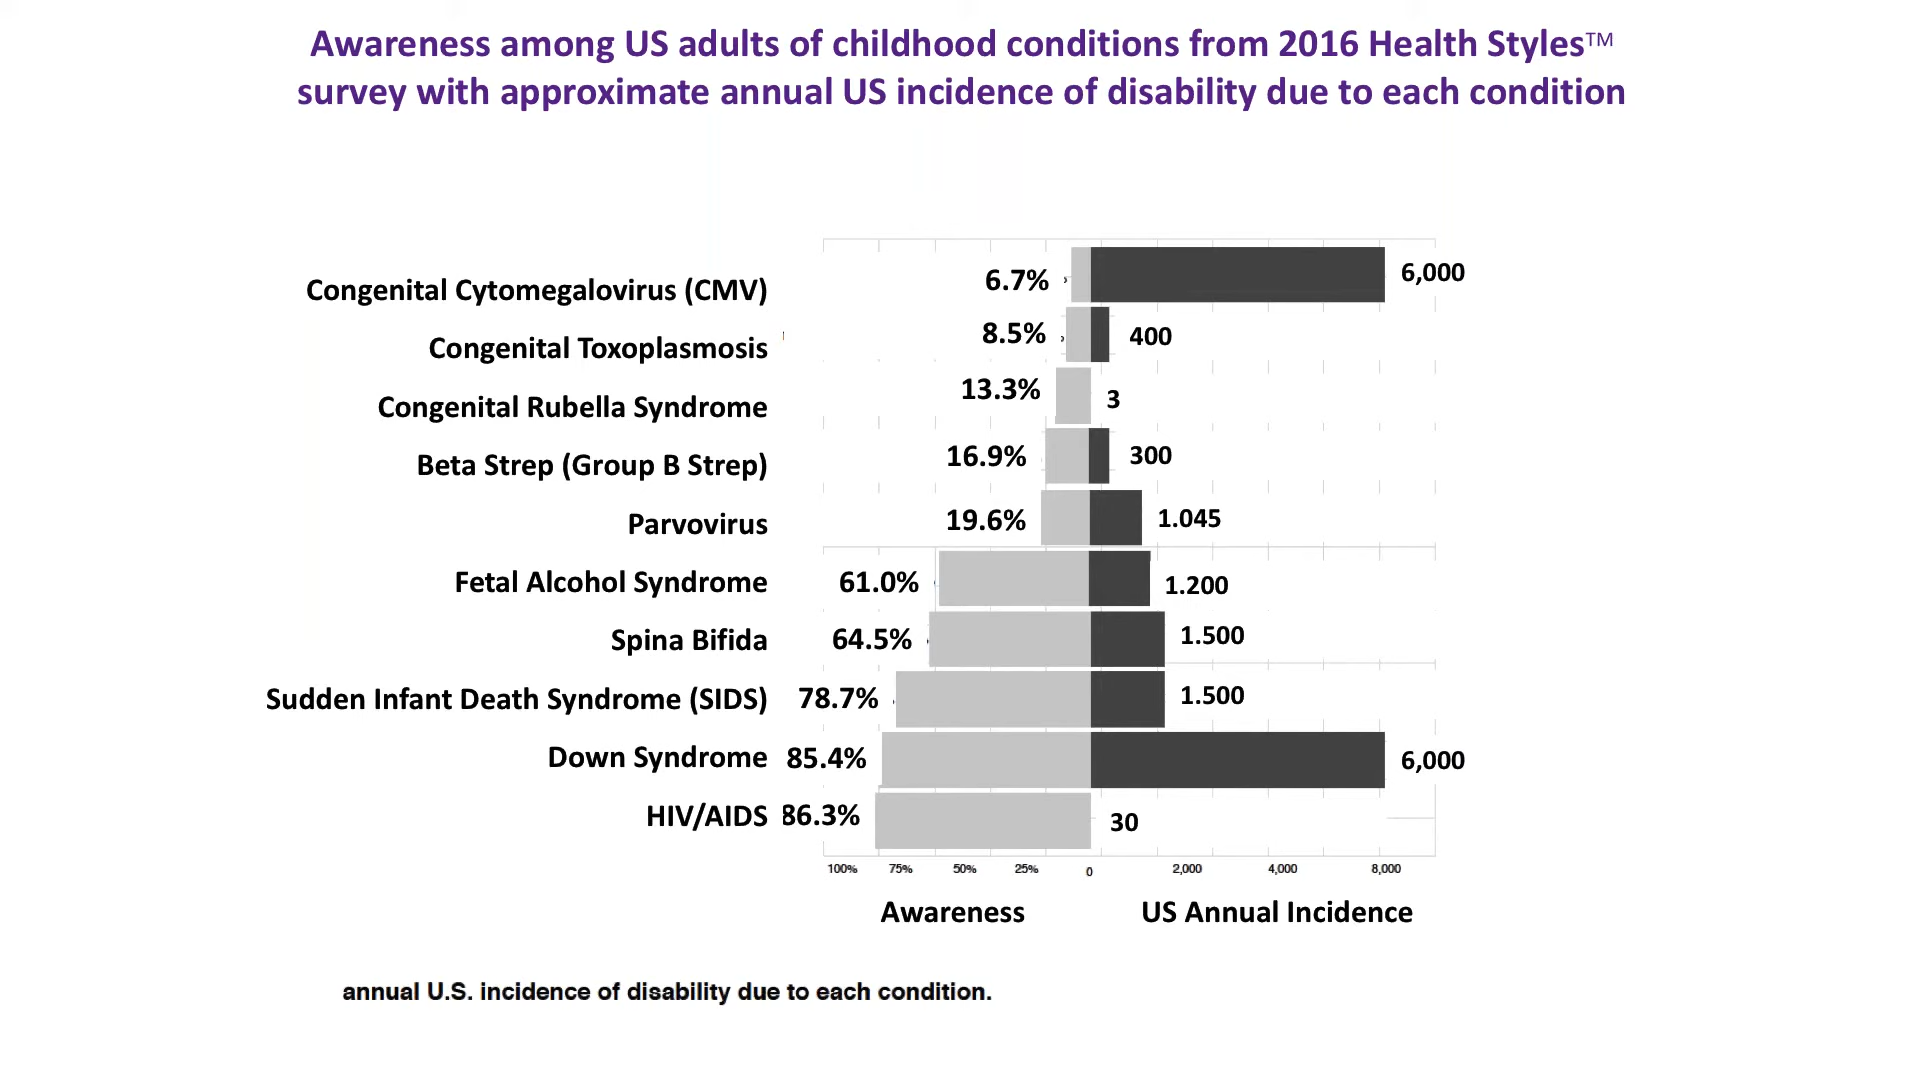 Awareness among US adults of childhood conditions from 2016 Health Styles™
survey with approximate annual US incidence of disability due to each condition
Congenital Cytomegalovirus (CMV) 6.7% 6,000
Congenital Toxoplasmosis 8.5% 400
Congenital Rubella Syndrome 13.3% 3
Beta Strep (Group B Strep) 16.9% 300
Parvovirus 19.6% 1.045
Fetal Alcohol Syndrome 61.0% 1.200
Spina Bifida 64.5% 1.500
Sudden Infant Death Syndrome (SIDS) 78.7% 1.500
Down Syndrome 85.4% 6,000
HIV/AIDS 86.3% 30
100% 75% 50% 25% 0 2,000 4,000 8,000
Awareness US Annual Incidence
annual U.S. incidence of disability due to each condition.